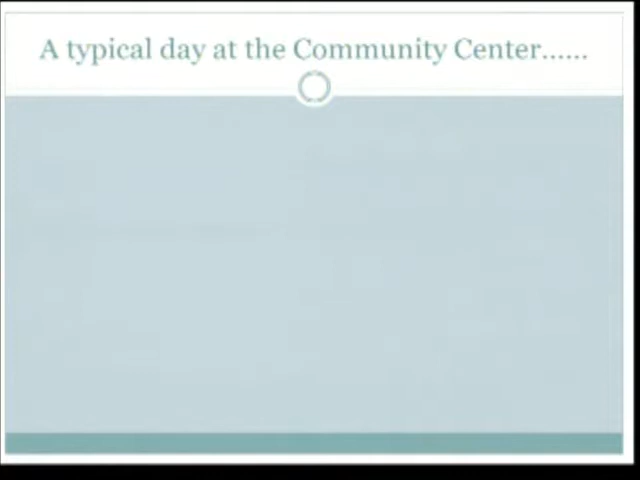 A typical day at the Community Center......